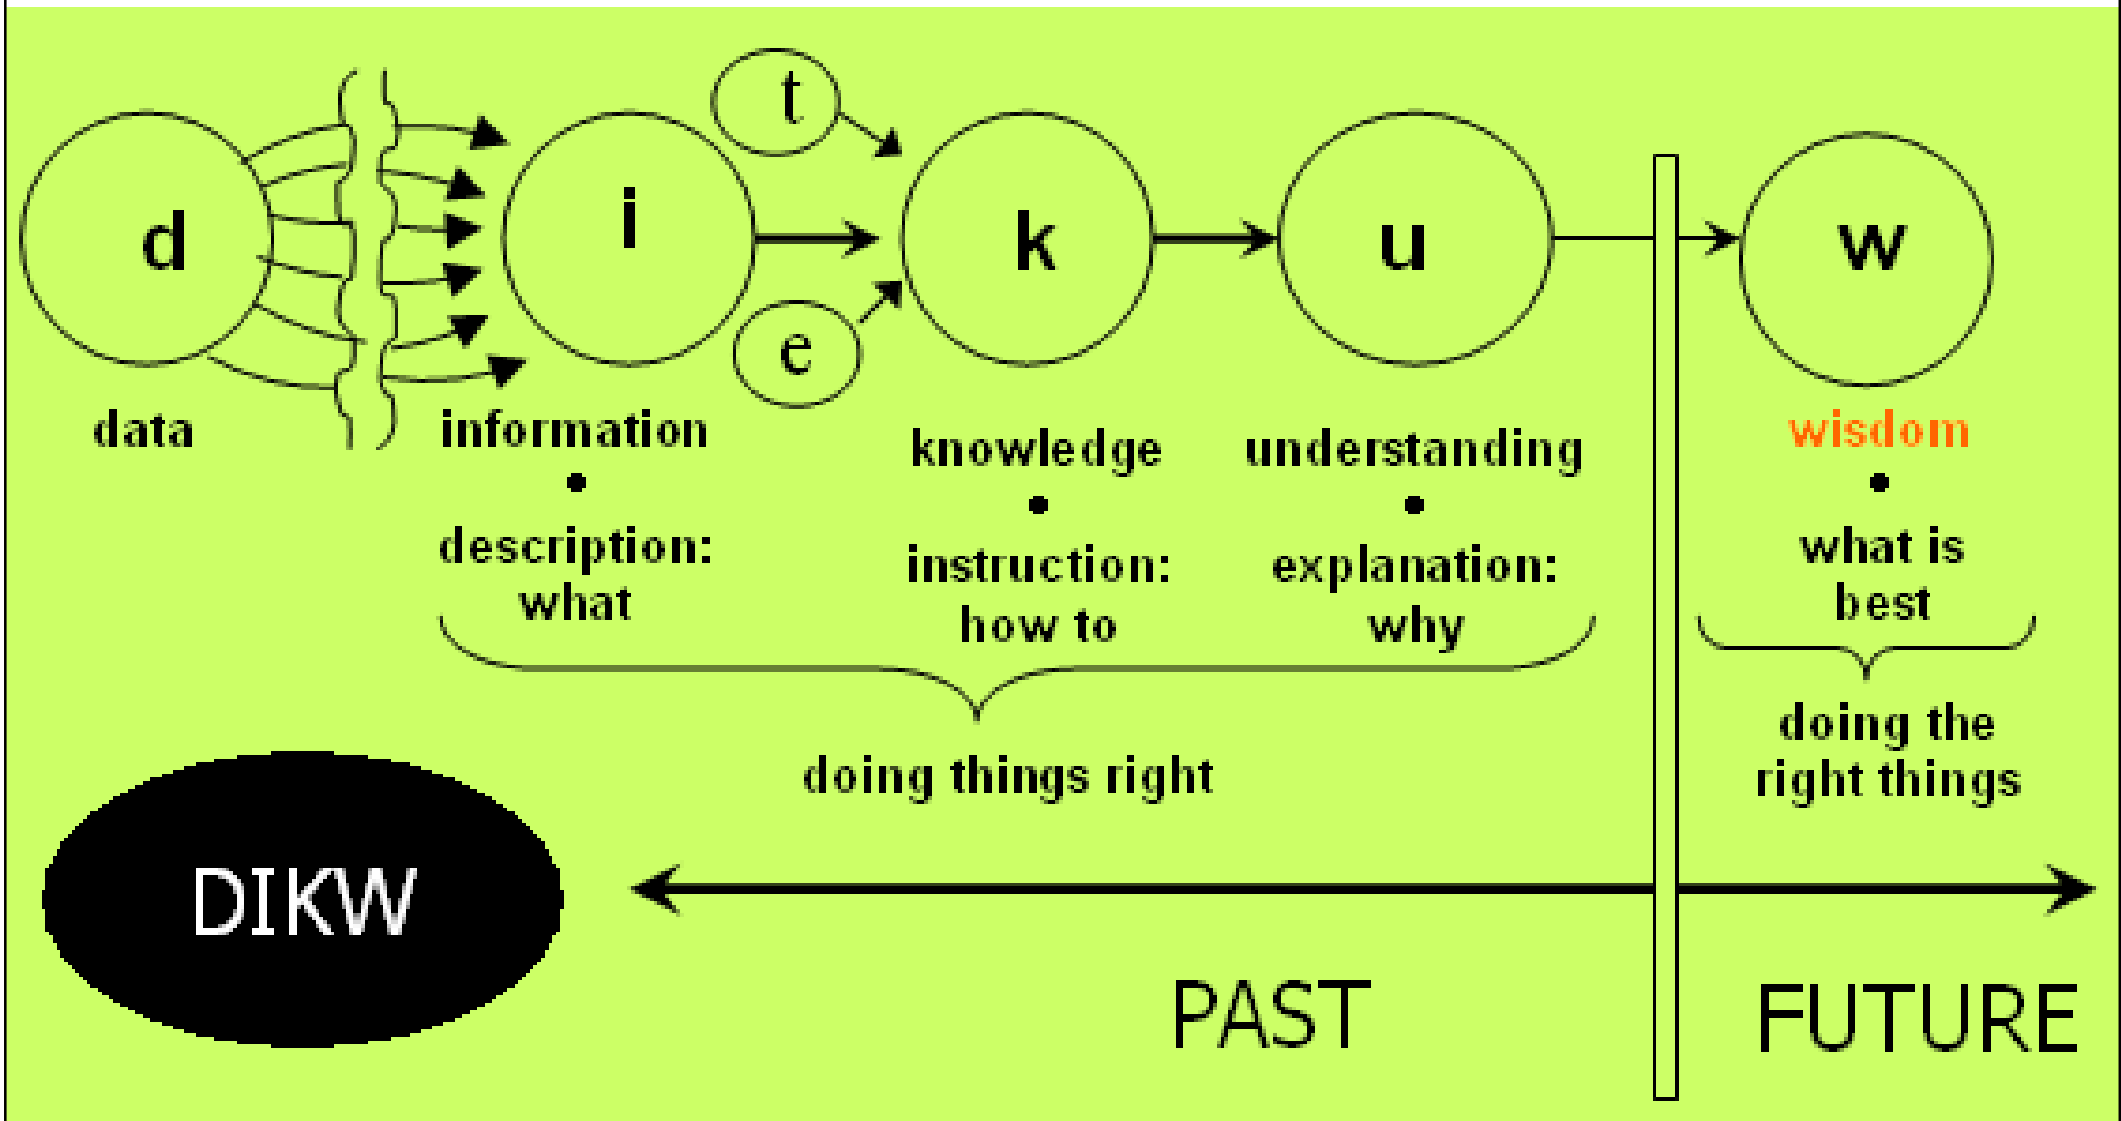 t
d
i
k
u
w
e
data
information
knowledge
understanding
wisdom
•
description:
what
•
instruction:
how to
•
explanation:
why
•
what is
best
doing things right
doing the
right things
DIKW
PAST
FUTURE